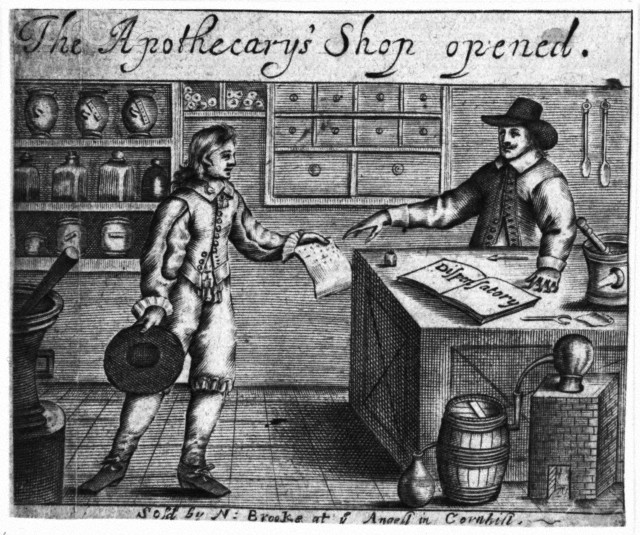 The Apothecary's Shop opened.
Dispensatory
Sold by N: Brooke at yᵉ Angell in Cornhill.